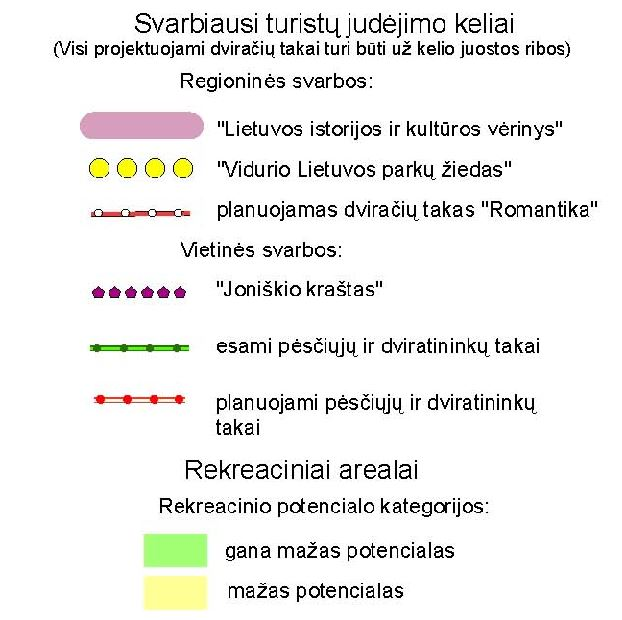 Svarbiausi turistų judėjimo keliai
(Visi projektuojami dviračių takai turi būti už kelio juostos ribos)
Regioninės svarbos:
"Lietuvos istorijos ir kultūros vėrinys"
"Vidurio Lietuvos parkų žiedas"
planuojamas dviračių takas "Romantika"
Vietinės svarbos:
"Joniškio kraštas"
esami pėsčiųjų ir dviratininkų takai
planuojami pėsčiųjų ir dviratininkų
takai
Rekreaciniai arealai
Rekreacinio potencialo kategorijos:
gana mažas potencialas
mažas potencialas